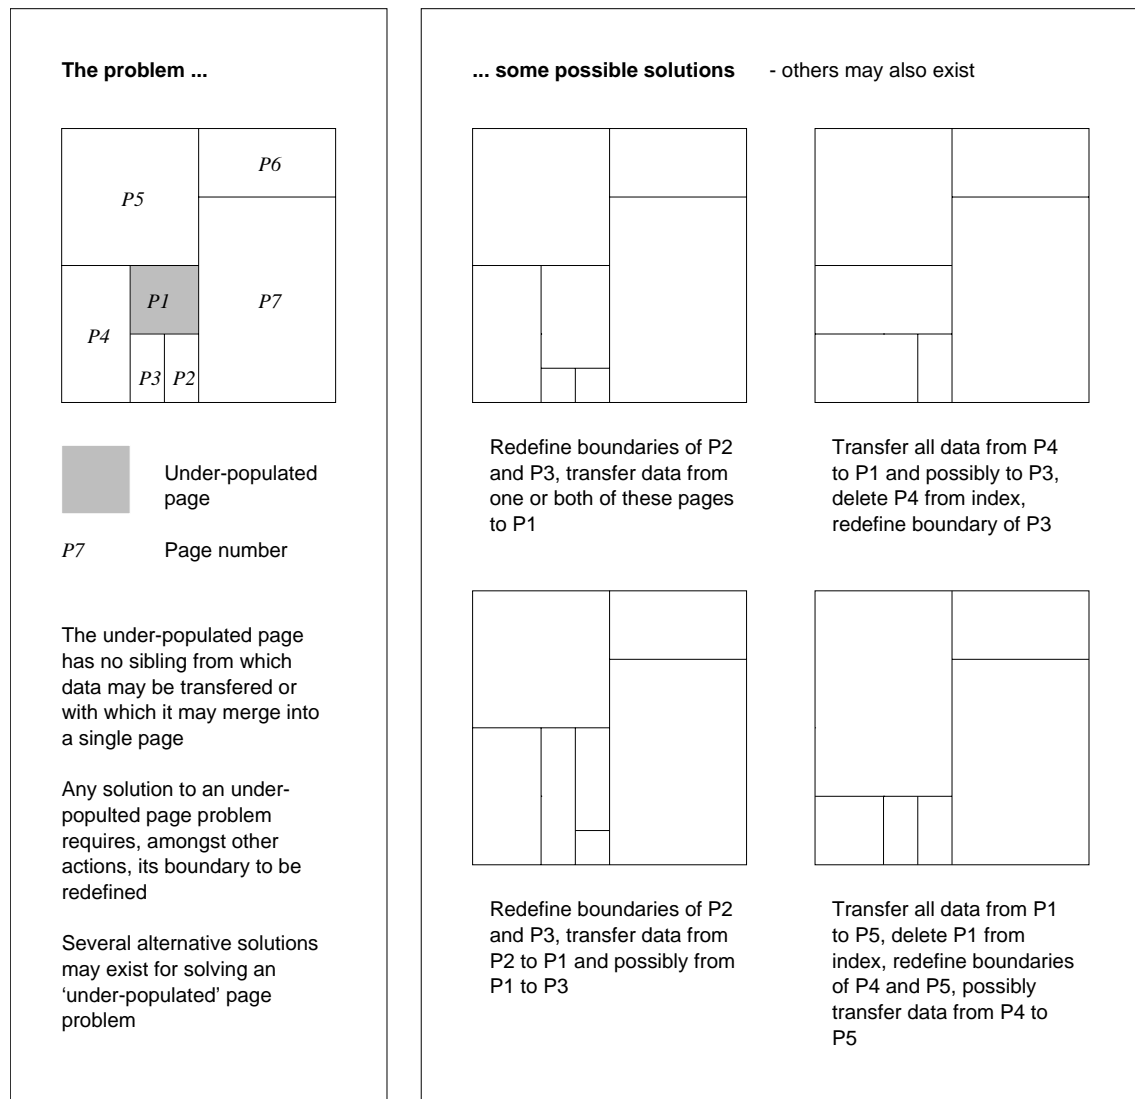 The problem ...
P5
P6
P1
P7
P4
P3
P2
Under-populated
page
P7
Page number
The under-populated page
has no sibling from which
data may be transfered or
with which it may merge into
a single page
Any solution to an under-
populted page problem
requires, amongst other
actions, its boundary to be
redefined
Several alternative solutions
may exist for solving an
‘under-populated’ page
problem
... some possible solutions - others may also exist
Redefine boundaries of P2
and P3, transfer data from
one or both of these pages
to P1
Transfer all data from P4
to P1 and possibly to P3,
delete P4 from index,
redefine boundary of P3
Redefine boundaries of P2
and P3, transfer data from
P2 to P1 and possibly from
P1 to P3
Transfer all data from P1
to P5, delete P1 from
index, redefine boundaries
of P4 and P5, possibly
transfer data from P4 to
P5